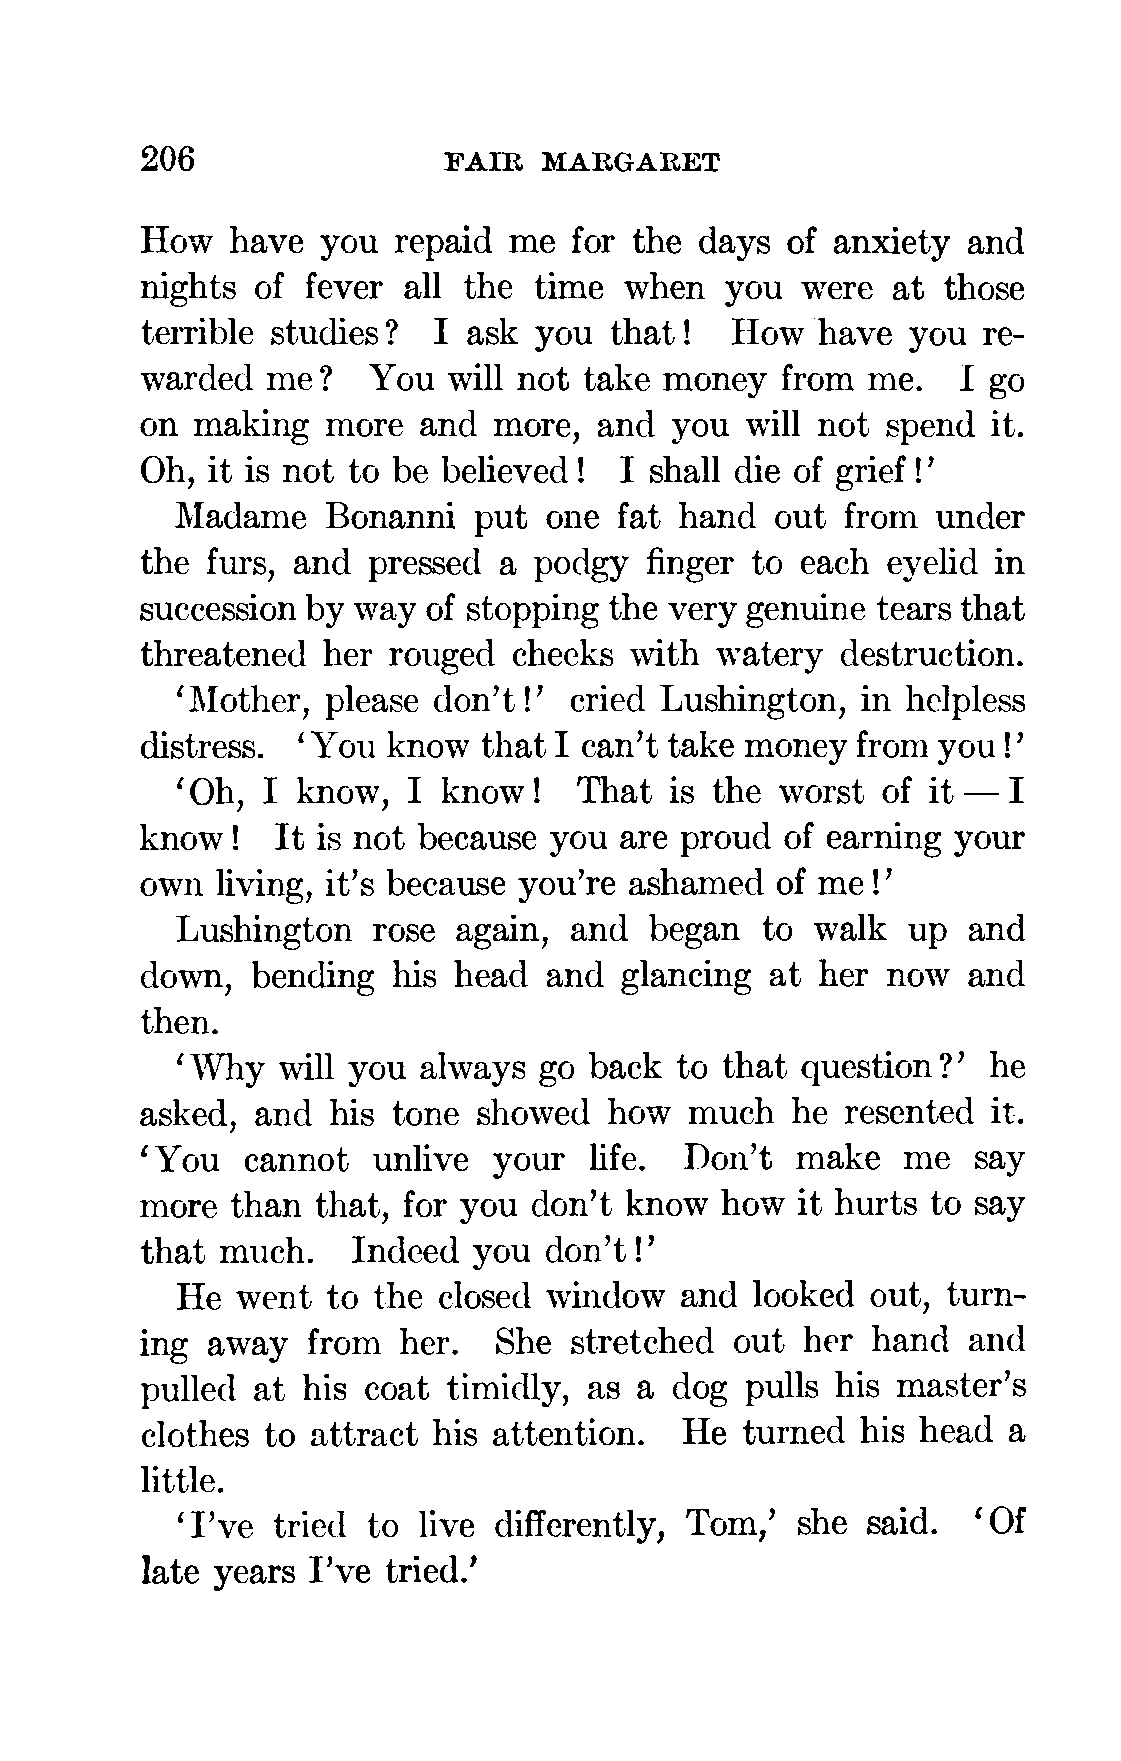 206 FAIR MARGARET
How have you repaid me for the days of anxiety and
nights of fever all the time when you were at those
terrible studies? I ask you that! How have you re-
warded me? You will not take money from me. I go
on making more and more, and you will not spend it.
Oh, it is not to be believed! I shall die of grief!'
Madame Bonanni put one fat hand out from under
the furs, and pressed a podgy finger to each eyelid in
succession by way of stopping the very genuine tears that
threatened her rouged cheeks with watery destruction.
'Mother, please don't!' cried Lushington, in helpless
distress. 'You know that I can't take money from you!'
'Oh, I know, I know! That is the worst of it — I
know! It is not because you are proud of earning your
own living, it's because you're ashamed of me!'
Lushington rose again, and began to walk up and
down, bending his head and glancing at her now and
then.
'Why will you always go back to that question?' he
asked, and his tone showed how much he resented it.
'You cannot unlive your life. Don't make me say
more than that, for you don't know how it hurts to say
that much. Indeed you don't!'
He went to the closed window and looked out, turn-
ing away from her. She stretched out her hand and
pulled at his coat timidly, as a dog pulls his master's
clothes to attract his attention. He turned his head a
little.
'I've tried to live differently, Tom,' she said. 'Of
late years I've tried.'